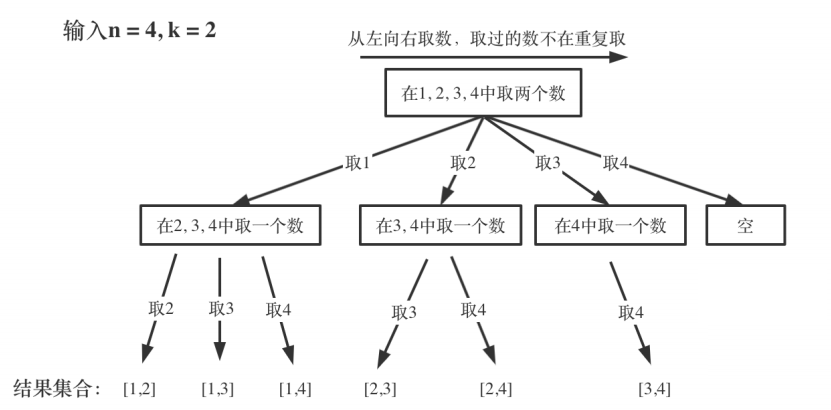 输入n = 4, k = 2
从左向右取数，取过的数不在重复取
在1, 2, 3, 4中取两个数
取1
取2
取3
取4
在2, 3, 4中取一个数
在3, 4中取一个数
在4中取一个数
空
取2
取3
取4
取3
取4
取4
结果集合： [1,2] [1,3] [1,4] [2,3] [2,4] [3,4]